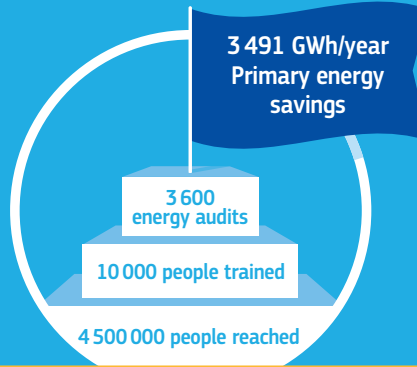 3 491 GWh/year
Primary energy
savings
3 600
energy audits
10 000 people trained
4 500 000 people reached